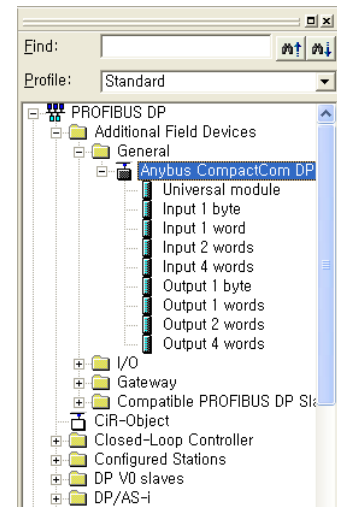 Find:
Profile: Standard
PROFIBUS DP
Additional Field Devices
General
Anybus CompactCom DP
Universal module
Input 1 byte
Input 1 word
Input 2 words
Input 4 words
Output 1 byte
Output 1 words
Output 2 words
Output 4 words
I/O
Gateway
Compatible PROFIBUS DP Sla
CiR-Object
Closed-Loop Controller
Configured Stations
DP V0 slaves
DP/AS-i